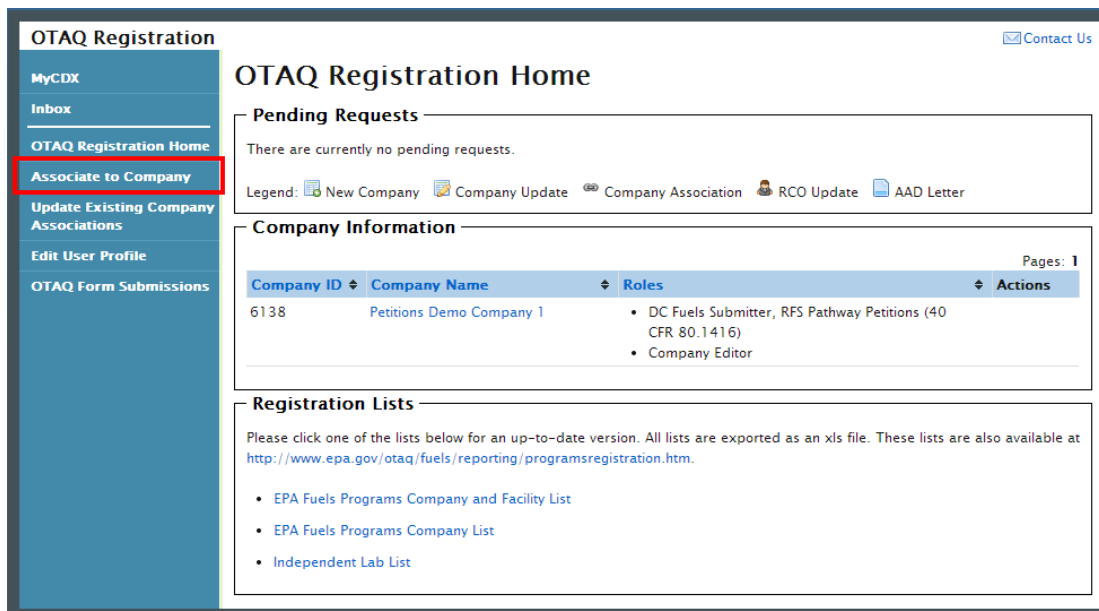 OTAQ Registration
Contact Us
MyCDX
Inbox
OTAQ Registration Home
Associate to Company
Update Existing Company
Associations
Edit User Profile
OTAQ Form Submissions
OTAQ Registration Home
Pending Requests
There are currently no pending requests.
Legend: New Company Company Update Company Association RCO Update AAD Letter
Company Information
Pages: 1
Company ID Company Name Roles Actions
6138 Petitions Demo Company 1 • DC Fuels Submitter, RFS Pathway Petitions (40
CFR 80.1416)
• Company Editor
Registration Lists
Please click one of the lists below for an up-to-date version. All lists are exported as an xls file. These lists are also available at
http://www.epa.gov/otaq/fuels/reporting/programsregistration.htm.
• EPA Fuels Programs Company and Facility List
• EPA Fuels Programs Company List
• Independent Lab List